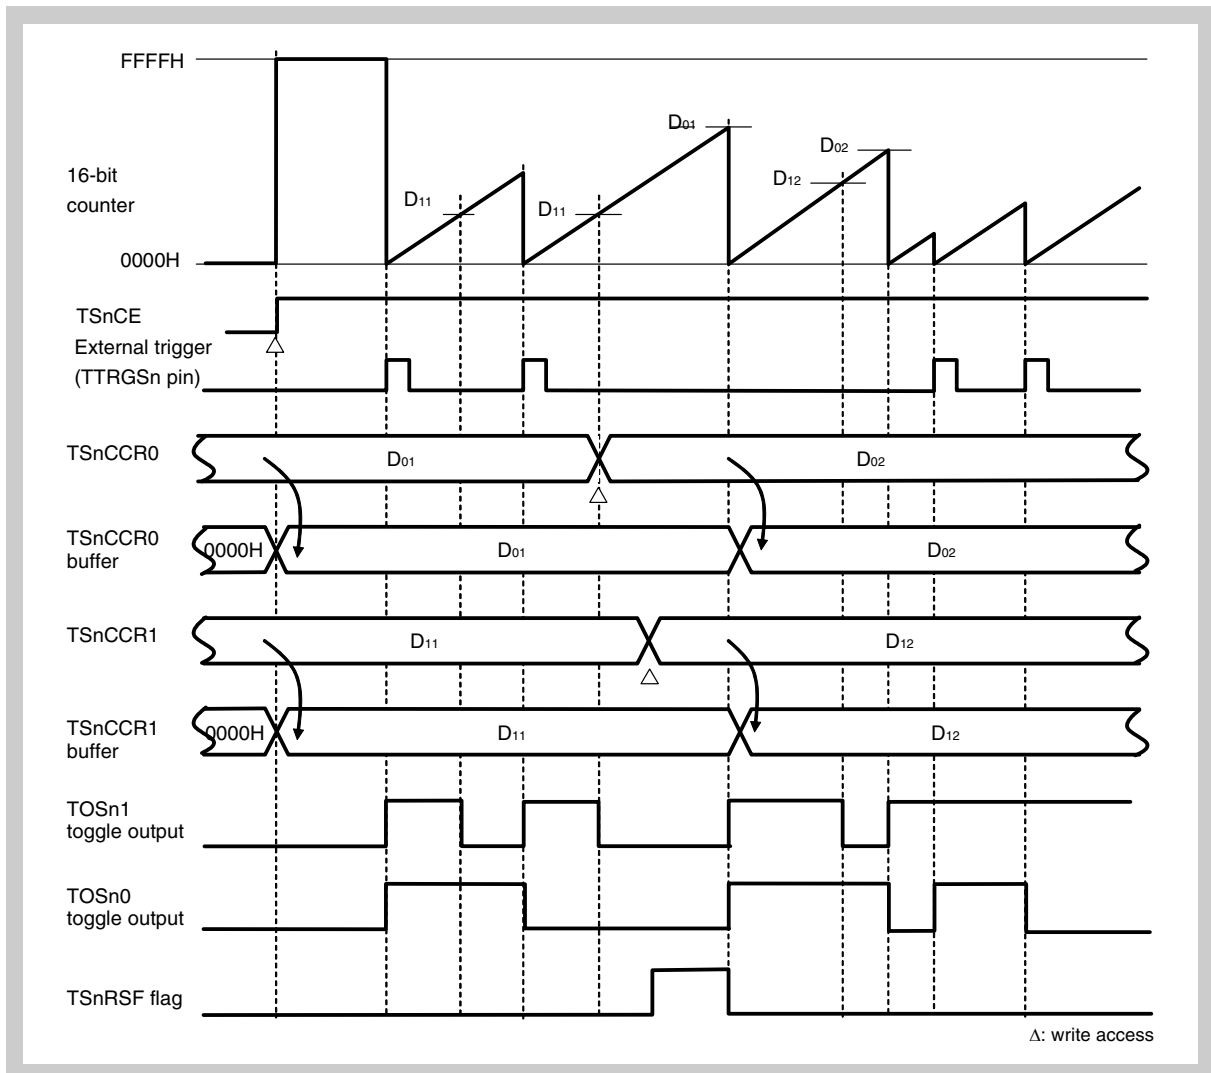 FFFFH
D01
D02
16-bit
counter
D12
D11
D11
0000H
TSnCE
External trigger
(TTRGSn pin)
TSnCCR0
D01
D02
TSnCCR0
buffer
0000H
D01
D02
TSnCCR1
D11
D12
TSnCCR1
buffer
0000H
D11
D12
TOSn1
toggle output
TOSn0
toggle output
TSnRSF flag
Δ: write access